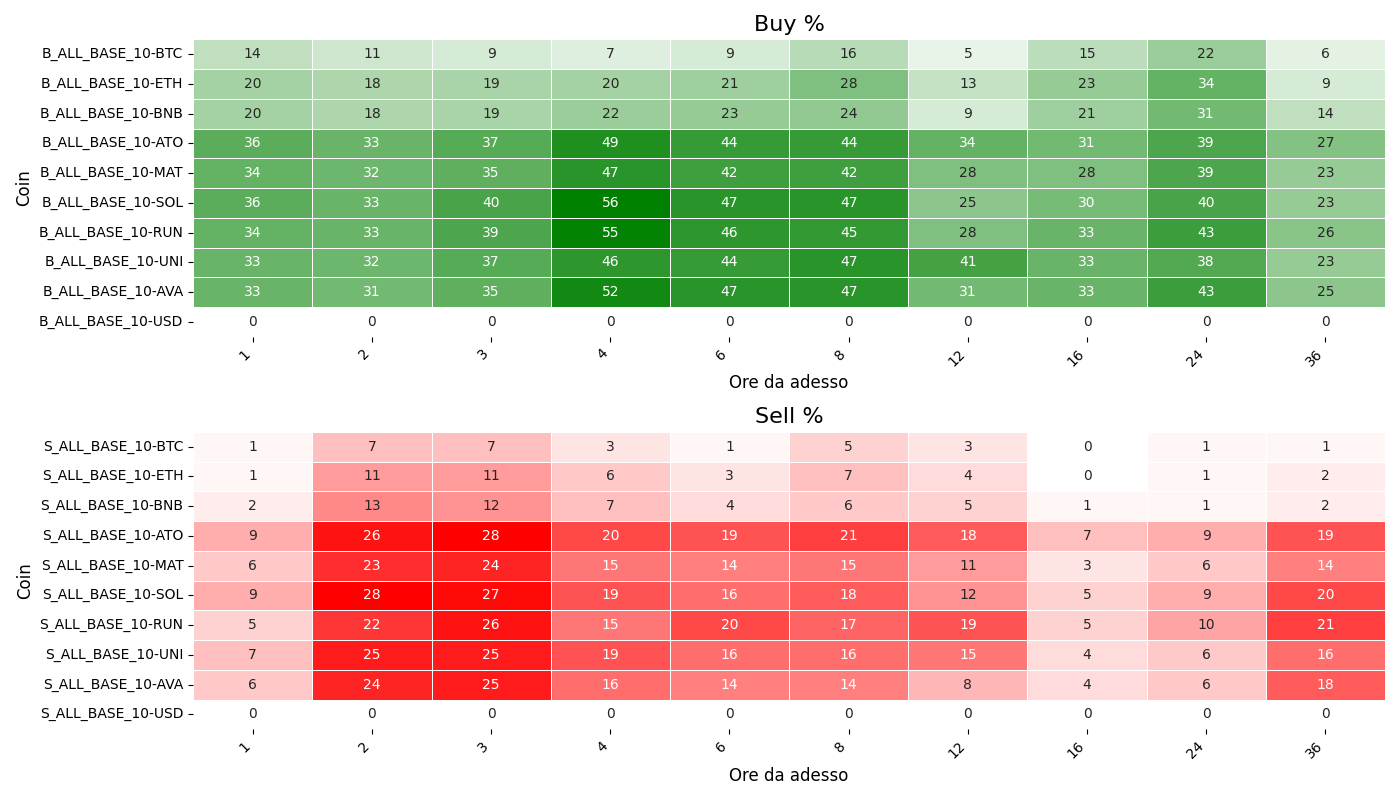 Buy %
Coin
B_ALL_BASE_10-BTC 14 11 9 7 9 16 5 15 22 6
B_ALL_BASE_10-ETH 20 18 19 20 21 28 13 23 34 9
B_ALL_BASE_10-BNB 20 18 19 22 23 24 9 21 31 14
B_ALL_BASE_10-ATO 36 33 37 49 44 44 34 31 39 27
B_ALL_BASE_10-MAT 34 32 35 47 42 42 28 28 39 23
B_ALL_BASE_10-SOL 36 33 40 56 47 47 25 30 40 23
B_ALL_BASE_10-RUN 34 33 39 55 46 45 28 33 43 26
B_ALL_BASE_10-UNI 33 32 37 46 44 47 41 33 38 23
B_ALL_BASE_10-AVA 33 31 35 52 47 47 31 33 43 25
B_ALL_BASE_10-USD 0 0 0 0 0 0 0 0 0 0
1 2 3 4 6 8 12 16 24 36
Ore da adesso
Sell %
Coin
S_ALL_BASE_10-BTC 1 7 7 3 1 5 3 0 1 1
S_ALL_BASE_10-ETH 1 11 11 6 3 7 4 0 1 2
S_ALL_BASE_10-BNB 2 13 12 7 4 6 5 1 1 2
S_ALL_BASE_10-ATO 9 26 28 20 19 21 18 7 9 19
S_ALL_BASE_10-MAT 6 23 24 15 14 15 11 3 6 14
S_ALL_BASE_10-SOL 9 28 27 19 16 18 12 5 9 20
S_ALL_BASE_10-RUN 5 22 26 15 20 17 19 5 10 21
S_ALL_BASE_10-UNI 7 25 25 19 16 16 15 4 6 16
S_ALL_BASE_10-AVA 6 24 25 16 14 14 8 4 6 18
S_ALL_BASE_10-USD 0 0 0 0 0 0 0 0 0 0
1 2 3 4 6 8 12 16 24 36
Ore da adesso